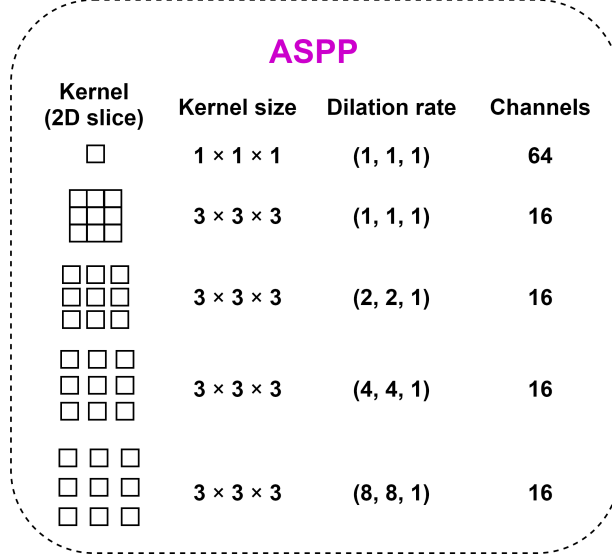 ASPP
Kernel
(2D slice)
Kernel size
Dilation rate
Channels
1 × 1 × 1
(1, 1, 1)
64
3 × 3 × 3
(1, 1, 1)
16
3 × 3 × 3
(2, 2, 1)
16
3 × 3 × 3
(4, 4, 1)
16
3 × 3 × 3
(8, 8, 1)
16